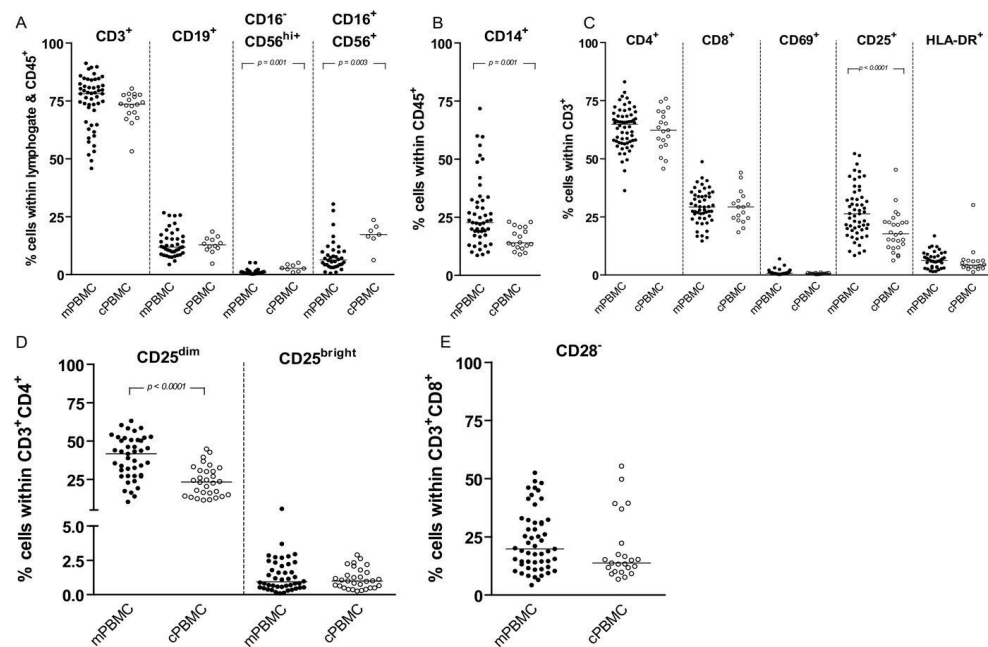 A
% cells within lymphogate & CD45⁺
CD3⁺
CD19⁺
CD16⁻
CD56ʰⁱ⁺
CD16⁺
CD56⁺
p = 0.001
p = 0.003
100
75
50
25
0
mPBMC
cPBMC
mPBMC
cPBMC
mPBMC
cPBMC
mPBMC
cPBMC
B
CD14⁺
% cells within CD45⁺
p = 0.001
100
75
50
25
0
mPBMC
cPBMC
C
% cells within CD3⁺
CD4⁺
CD8⁺
CD69⁺
CD25⁺
HLA-DR⁺
p < 0.0001
100
75
50
25
0
mPBMC
cPBMC
mPBMC
cPBMC
mPBMC
cPBMC
mPBMC
cPBMC
mPBMC
cPBMC
D
% cells within CD3⁺CD4⁺
CD25ᵈⁱᵐ
CD25ᵇʳⁱᵍʰᵗ
p < 0.0001
100
75
50
25
5.0
2.5
0.0
mPBMC
cPBMC
mPBMC
cPBMC
E
CD28⁻
% cells within CD3⁺CD8⁺
100
75
50
25
0
mPBMC
cPBMC